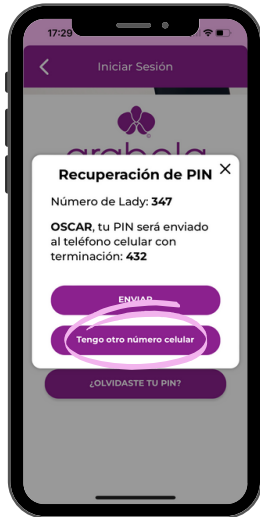 17:29
Iniciar Sesión
arabela
Recuperación de PIN
Número de Lady: 347
OSCAR, tu PIN será enviado
al teléfono celular con
terminación: 432
ENVIAR
Tengo otro número celular
¿OLVIDASTE TU PIN?